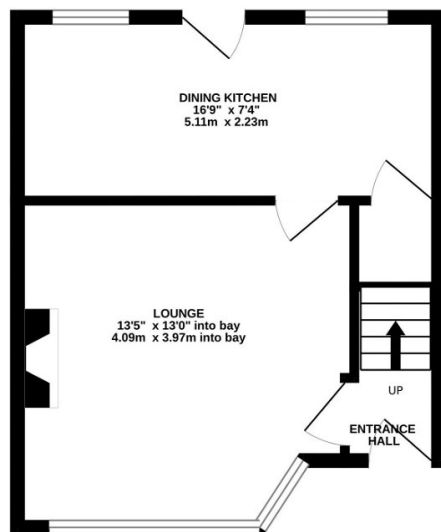 DINING KITCHEN
16'9" x 7'4"
5.11m x 2.23m
LOUNGE
13'5" x 13'0" into bay
4.09m x 3.97m into bay
UP
ENTRANCE
HALL